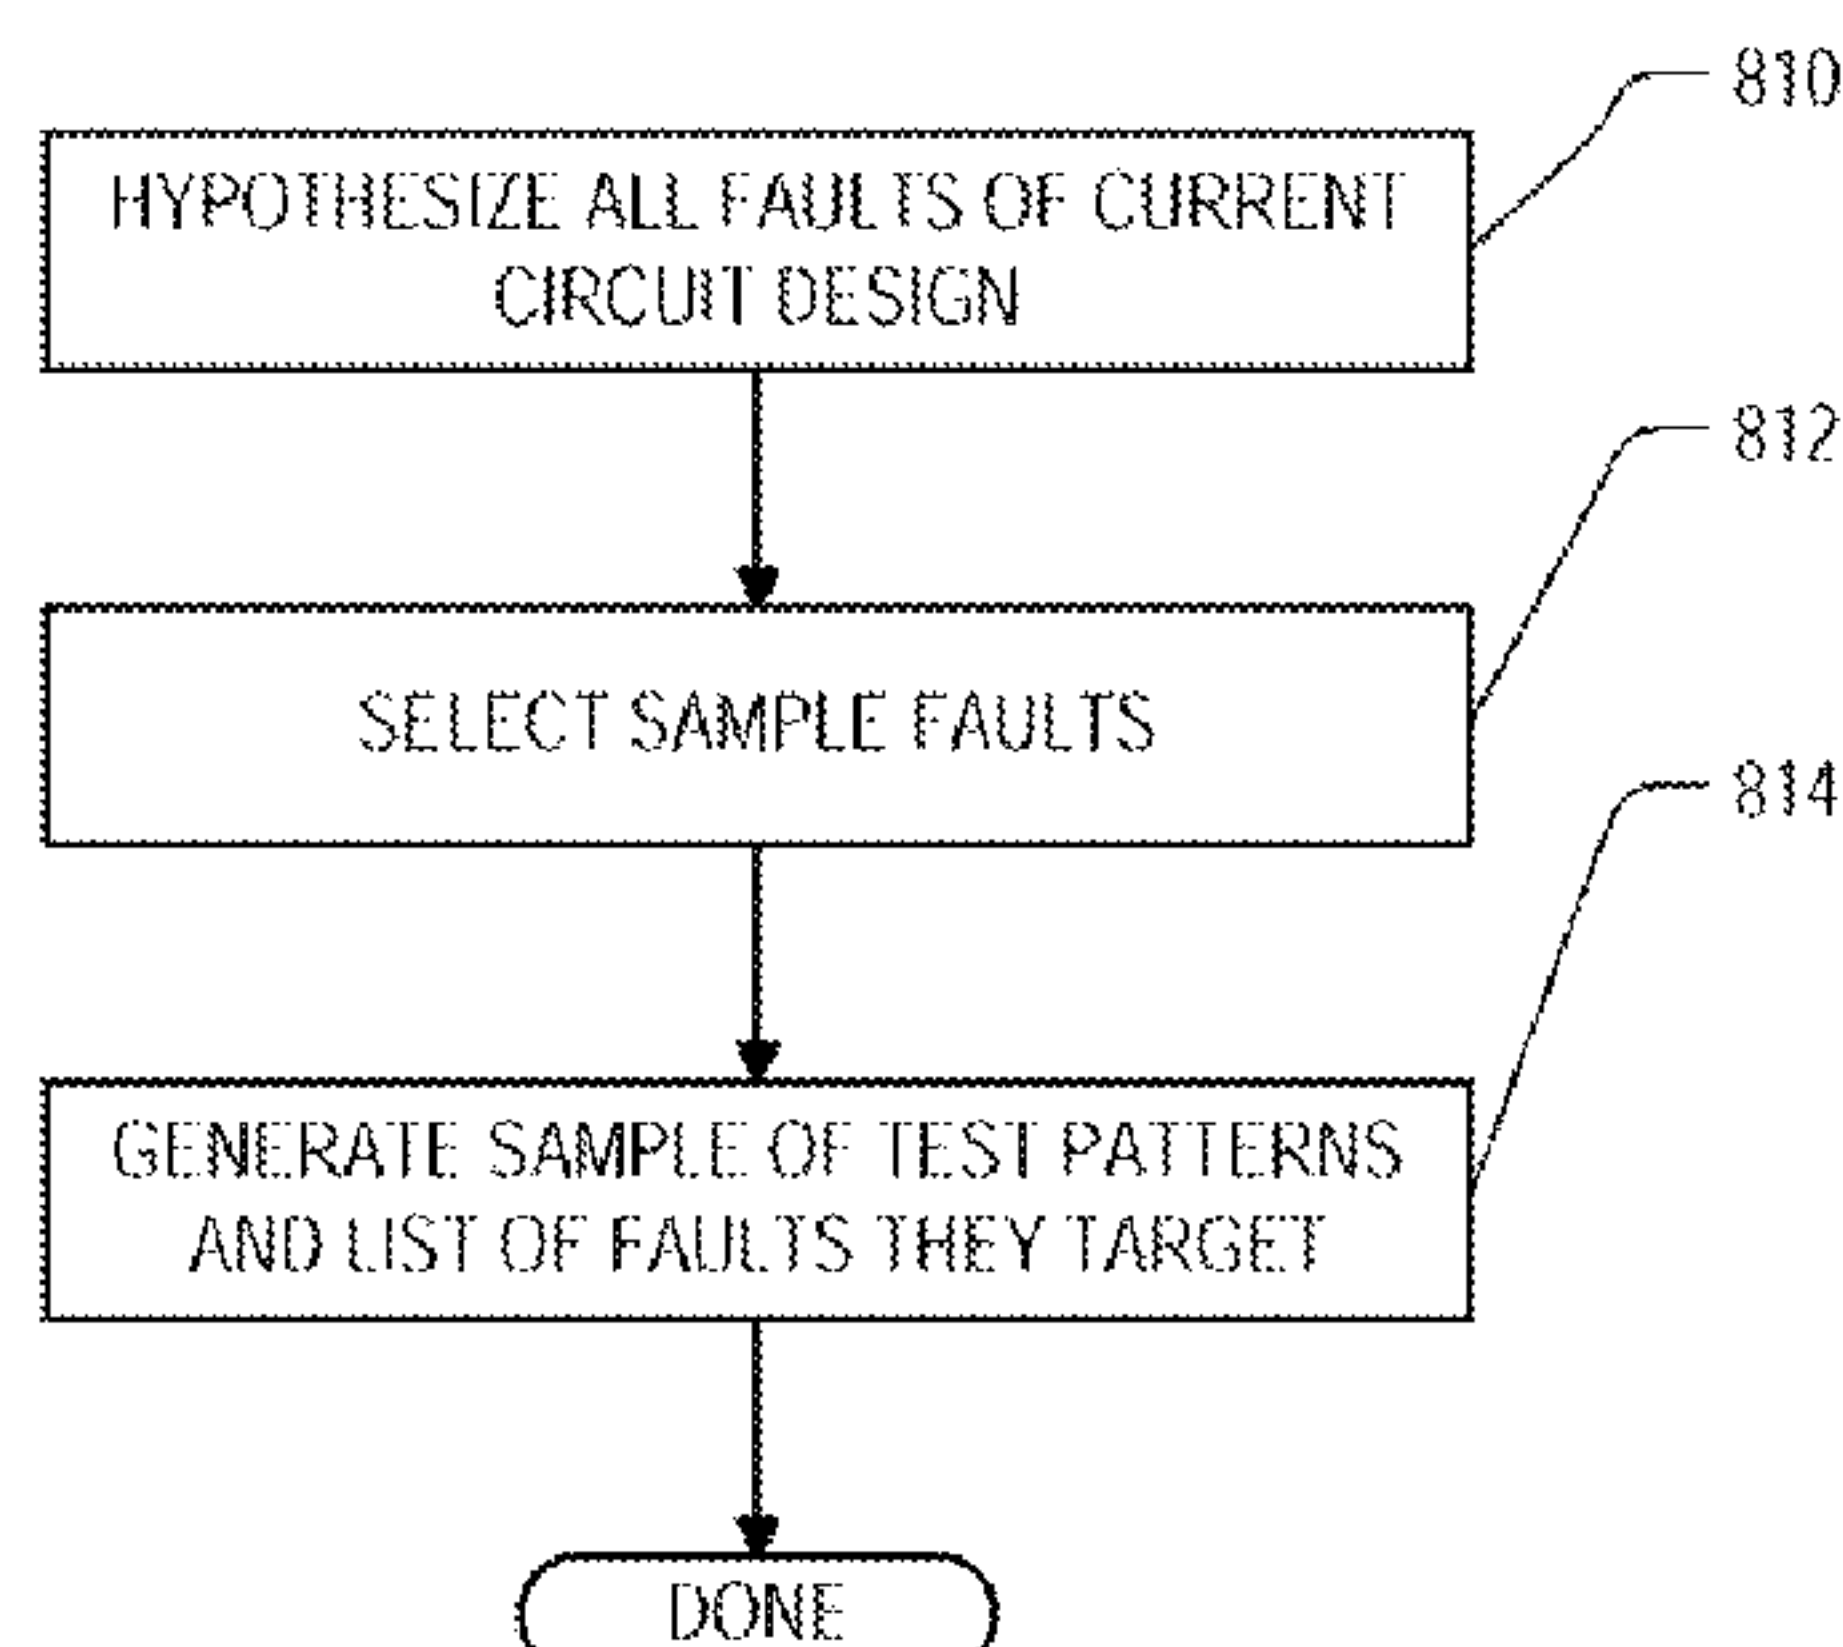 810
HYPOTHESIZE ALL FAULTS OF CURRENT
CIRCUIT DESIGN
812
SELECT SAMPLE FAULTS
814
GENERATE SAMPLE OF TEST PATTERNS
AND LIST OF FAULTS THEY TARGET
DONE